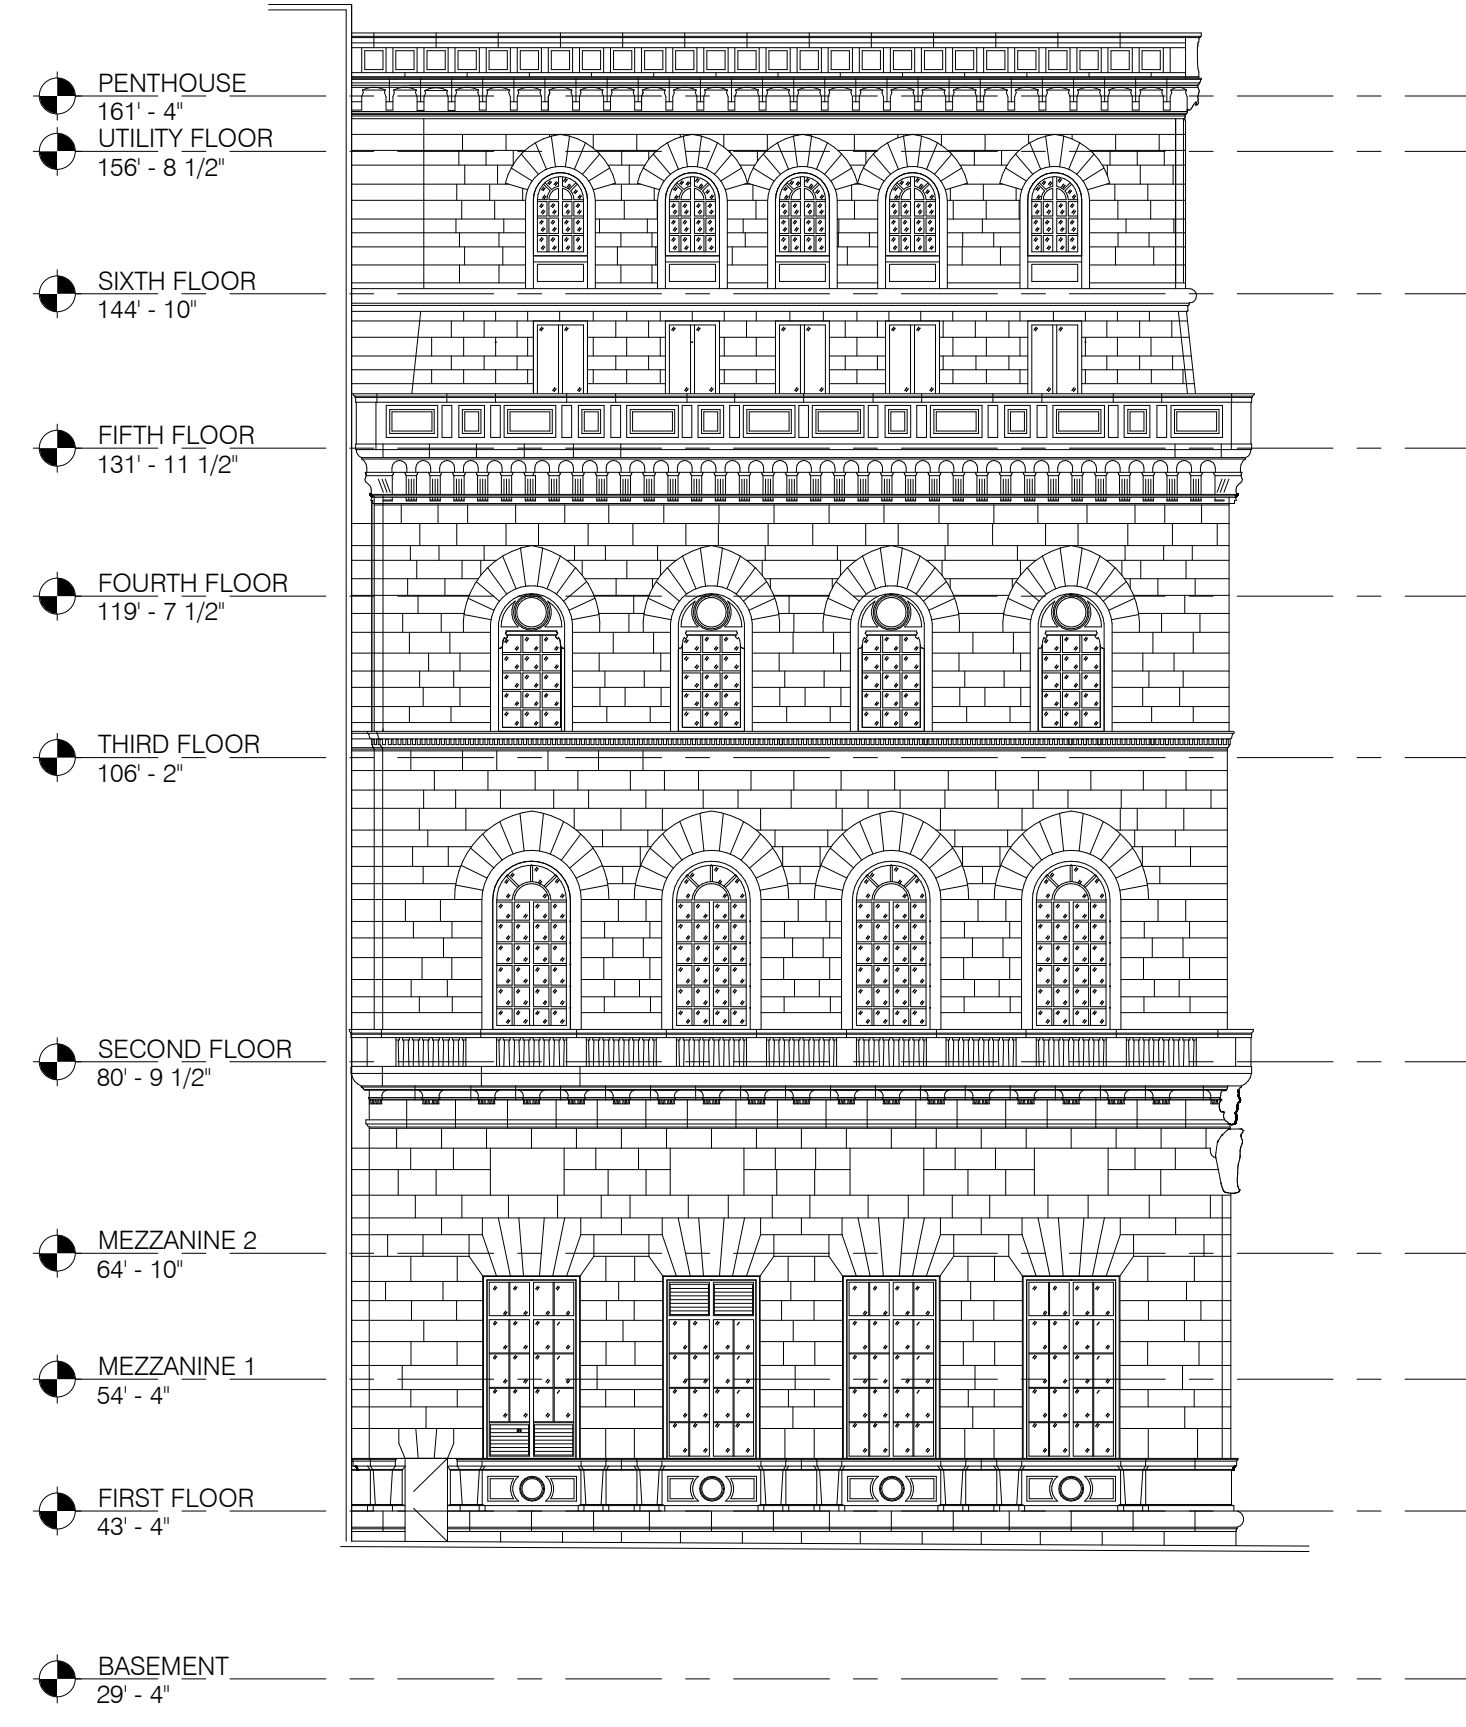 PENTHOUSE
161' - 4"
UTILITY FLOOR
156' - 8 1/2"
SIXTH FLOOR
144' - 10"
FIFTH FLOOR
131' - 11 1/2"
FOURTH FLOOR
119' - 7 1/2"
THIRD FLOOR
106' - 2"
SECOND FLOOR
80' - 9 1/2"
MEZZANINE 2
64' - 10"
MEZZANINE 1
54' - 4"
FIRST FLOOR
43' - 4"
BASEMENT
29' - 4"